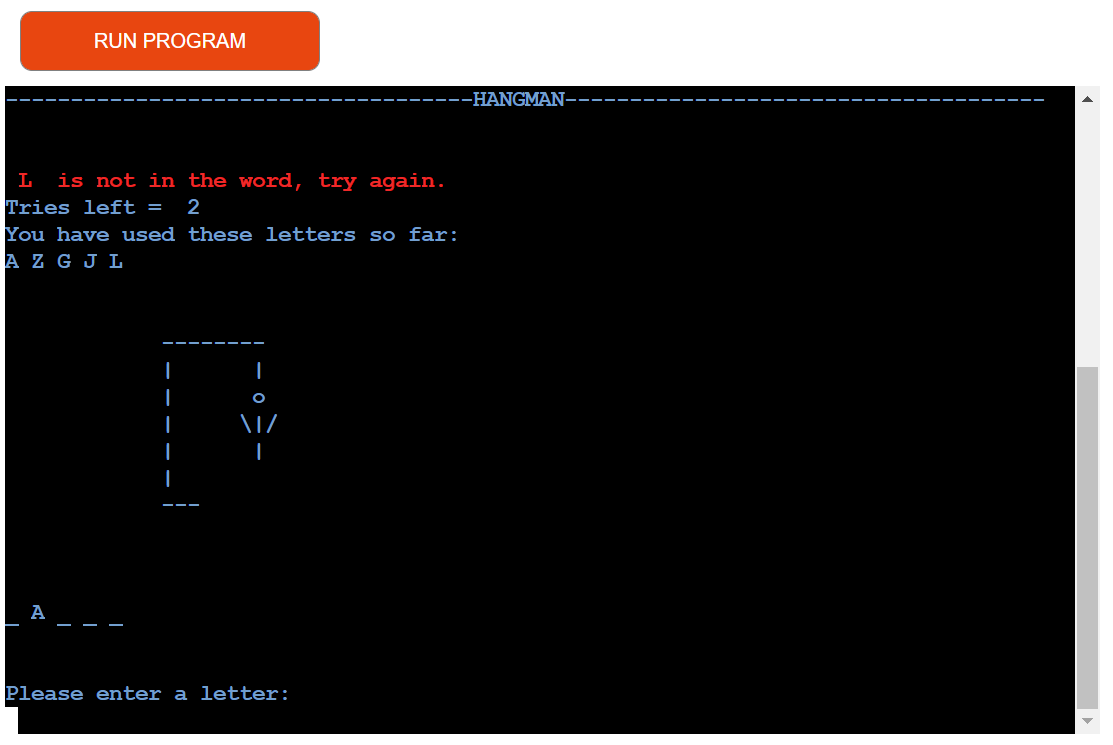 RUN PROGRAM
------------------------------------HANGMAN-------------------------------------
L  is not in the word, try again.
Tries left =  2
You have used these letters so far:
A Z G J L
            --------
            |      |
            |      o
            |     \|/
            |      |
            |
            ---
_ A _ _ _
Please enter a letter: